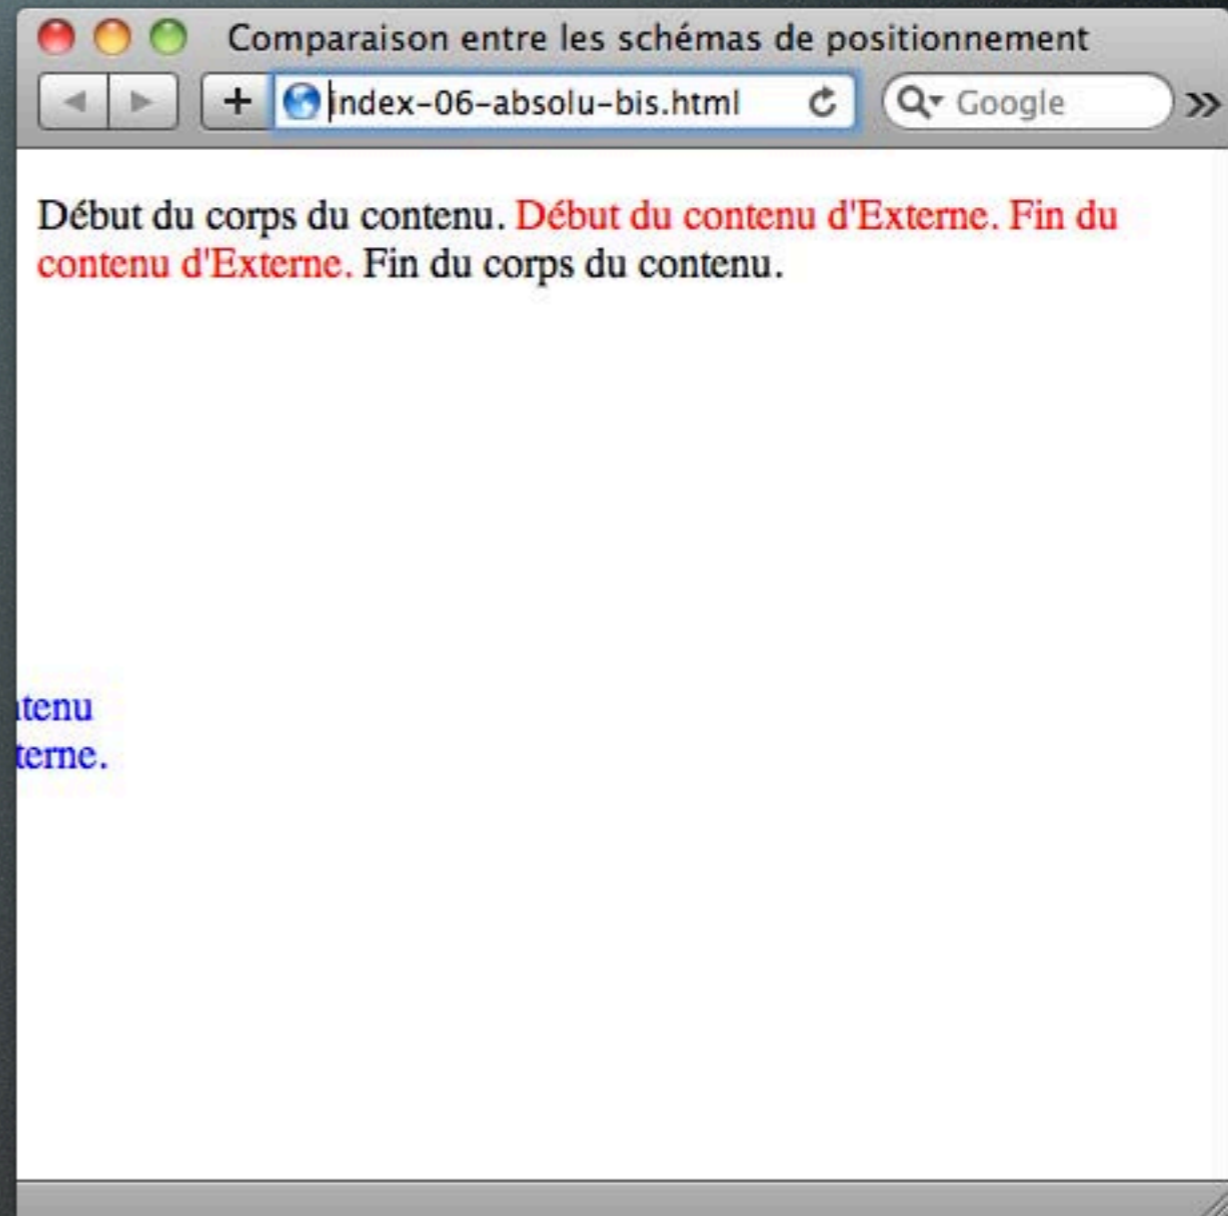 Comparaison entre les schémas de positionnement
index-06-absolu-bis.html
Google
Début du corps du contenu. Début du contenu d'Externe. Fin du
contenu d'Externe. Fin du corps du contenu.
tenu
terne.